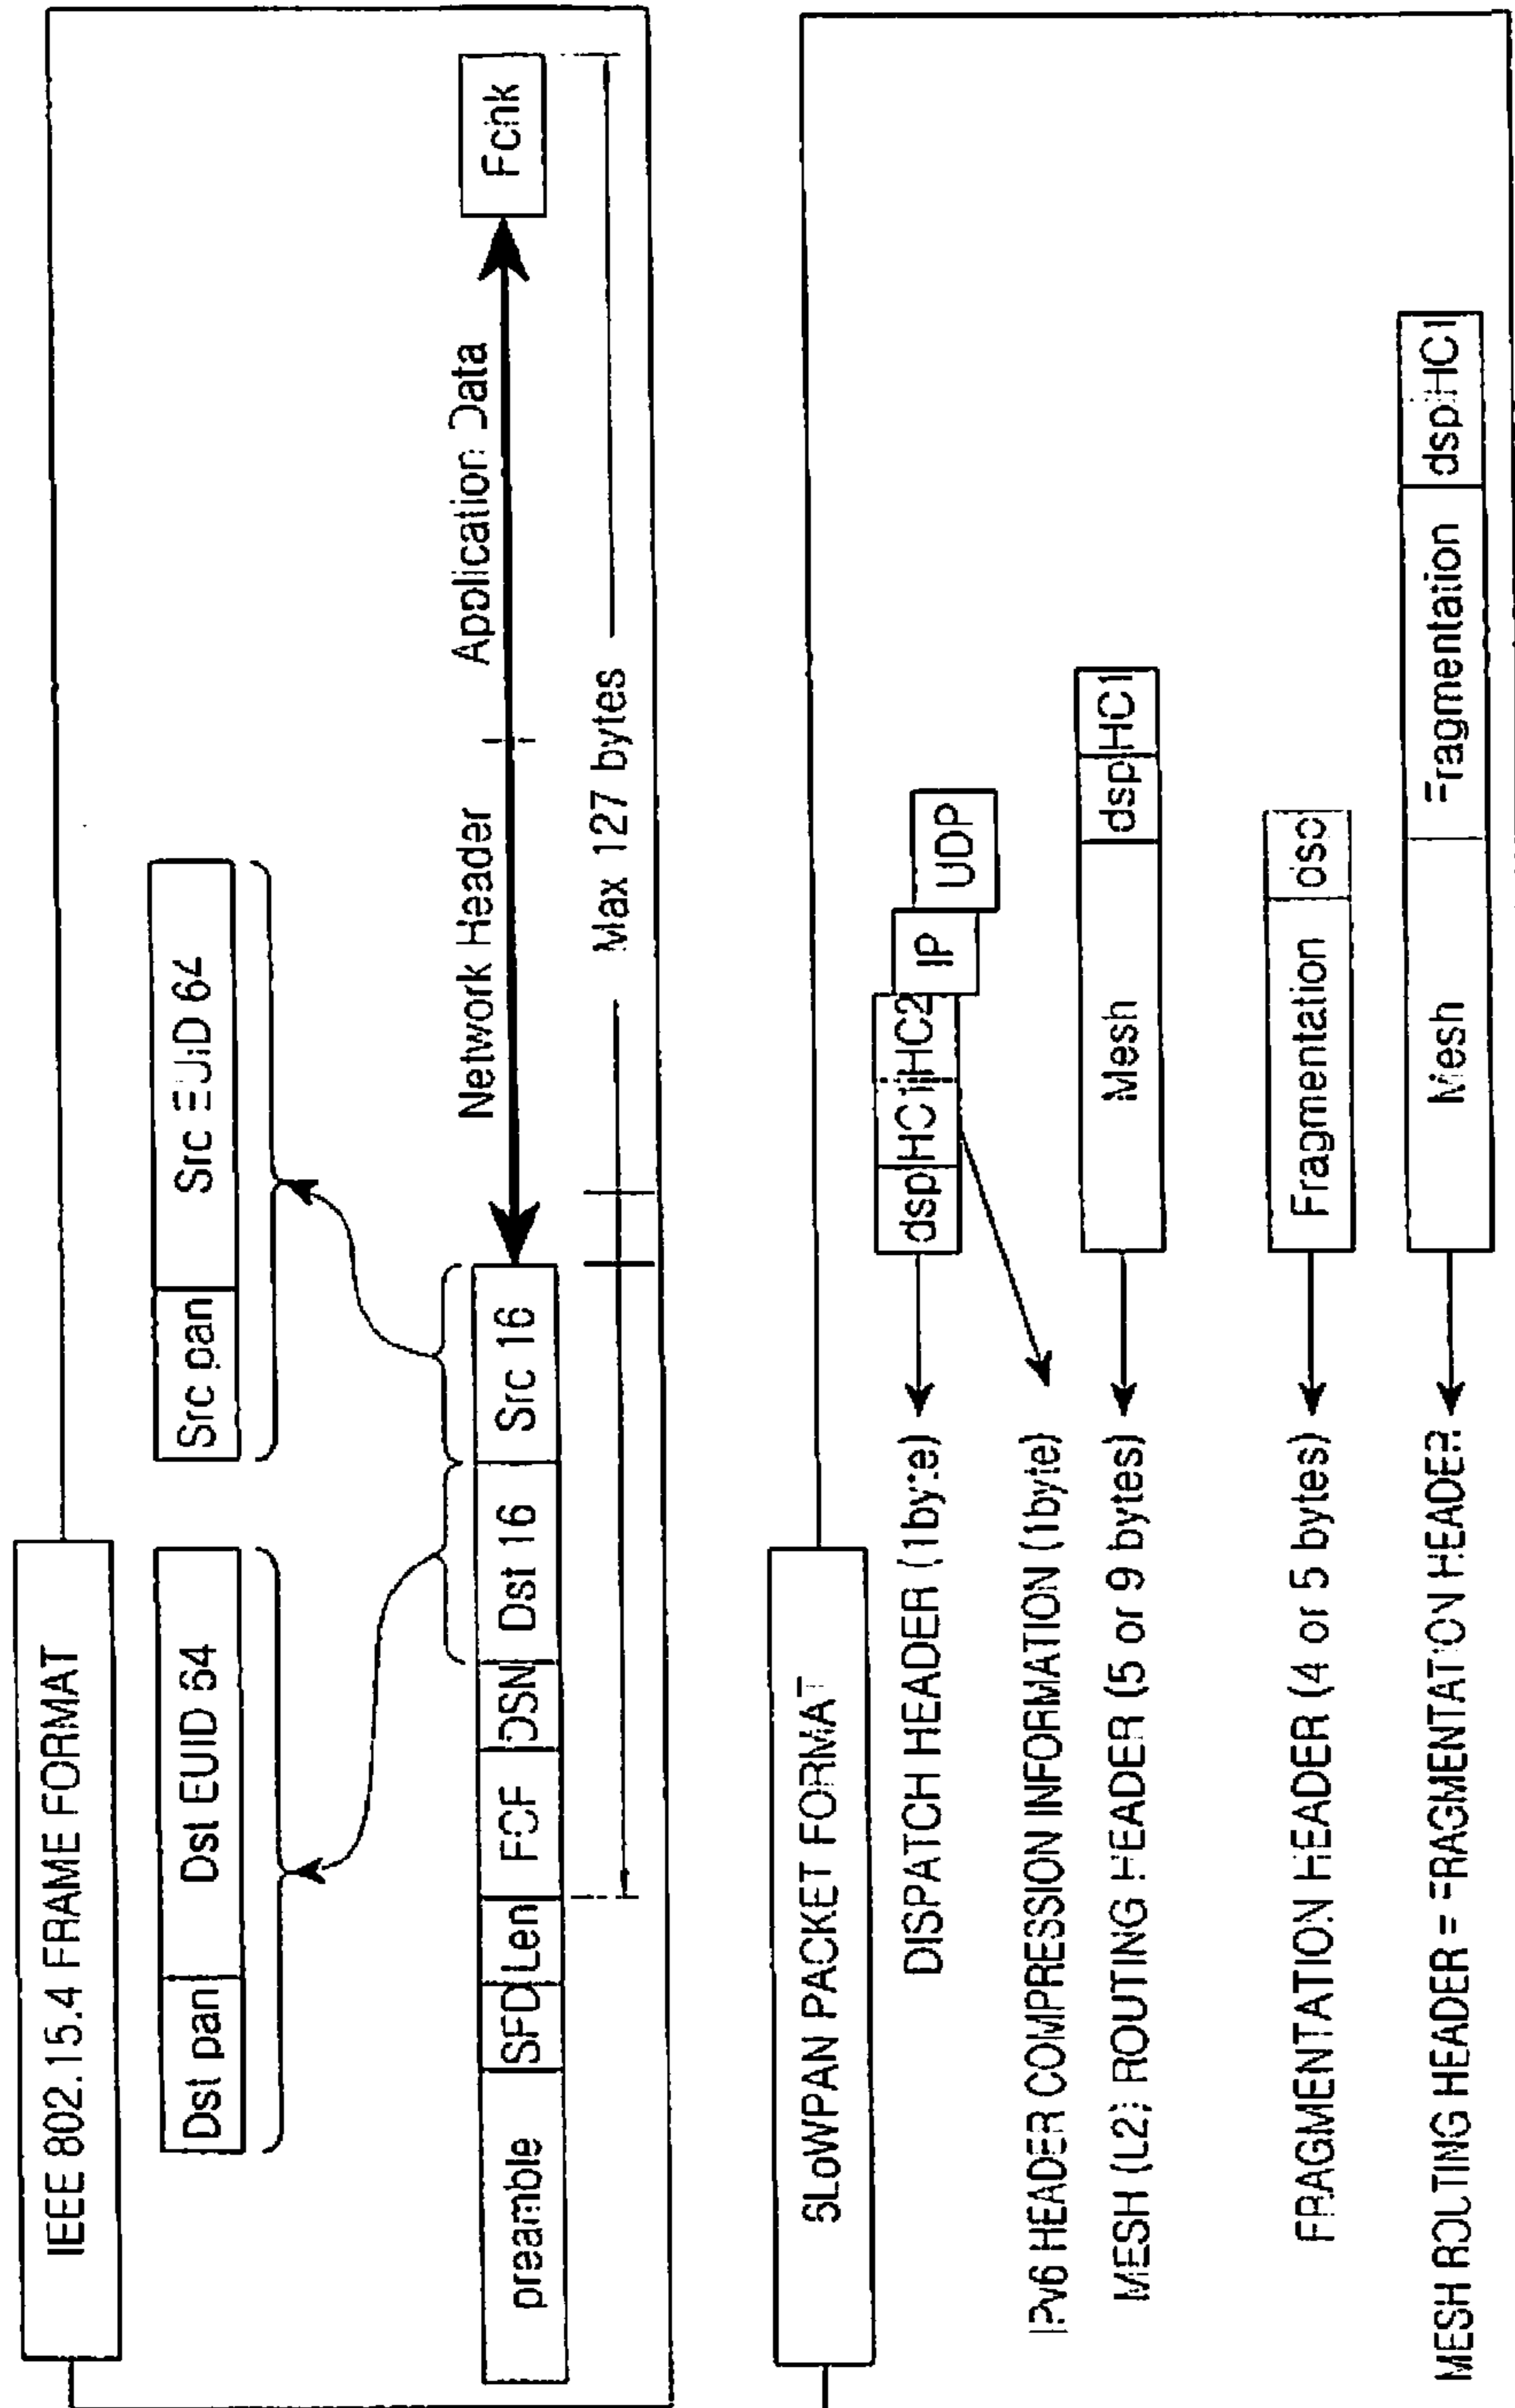 IEEE 802.15.4 FRAME FORMAT
Dst pan Dst EUID 64 Src pan Src EUID 64
preamble SFD Len FCF DSN Dst 16 Src 16 Network Header Application Data Fchk
Max 127 bytes
6LoWPAN PACKET FORMAT
DISPATCH HEADER (1byte) dsp HC1 HC2 IP UDP
IPv6 HEADER COMPRESSION INFORMATION (1byte)
MESH (L2) ROUTING HEADER (5 or 9 bytes) Mesh dsp HC1
FRAGMENTATION HEADER (4 or 5 bytes) Fragmentation dsp
MESH ROUTING HEADER = FRAGMENTATION HEADER Mesh Fragmentation dsp HC1